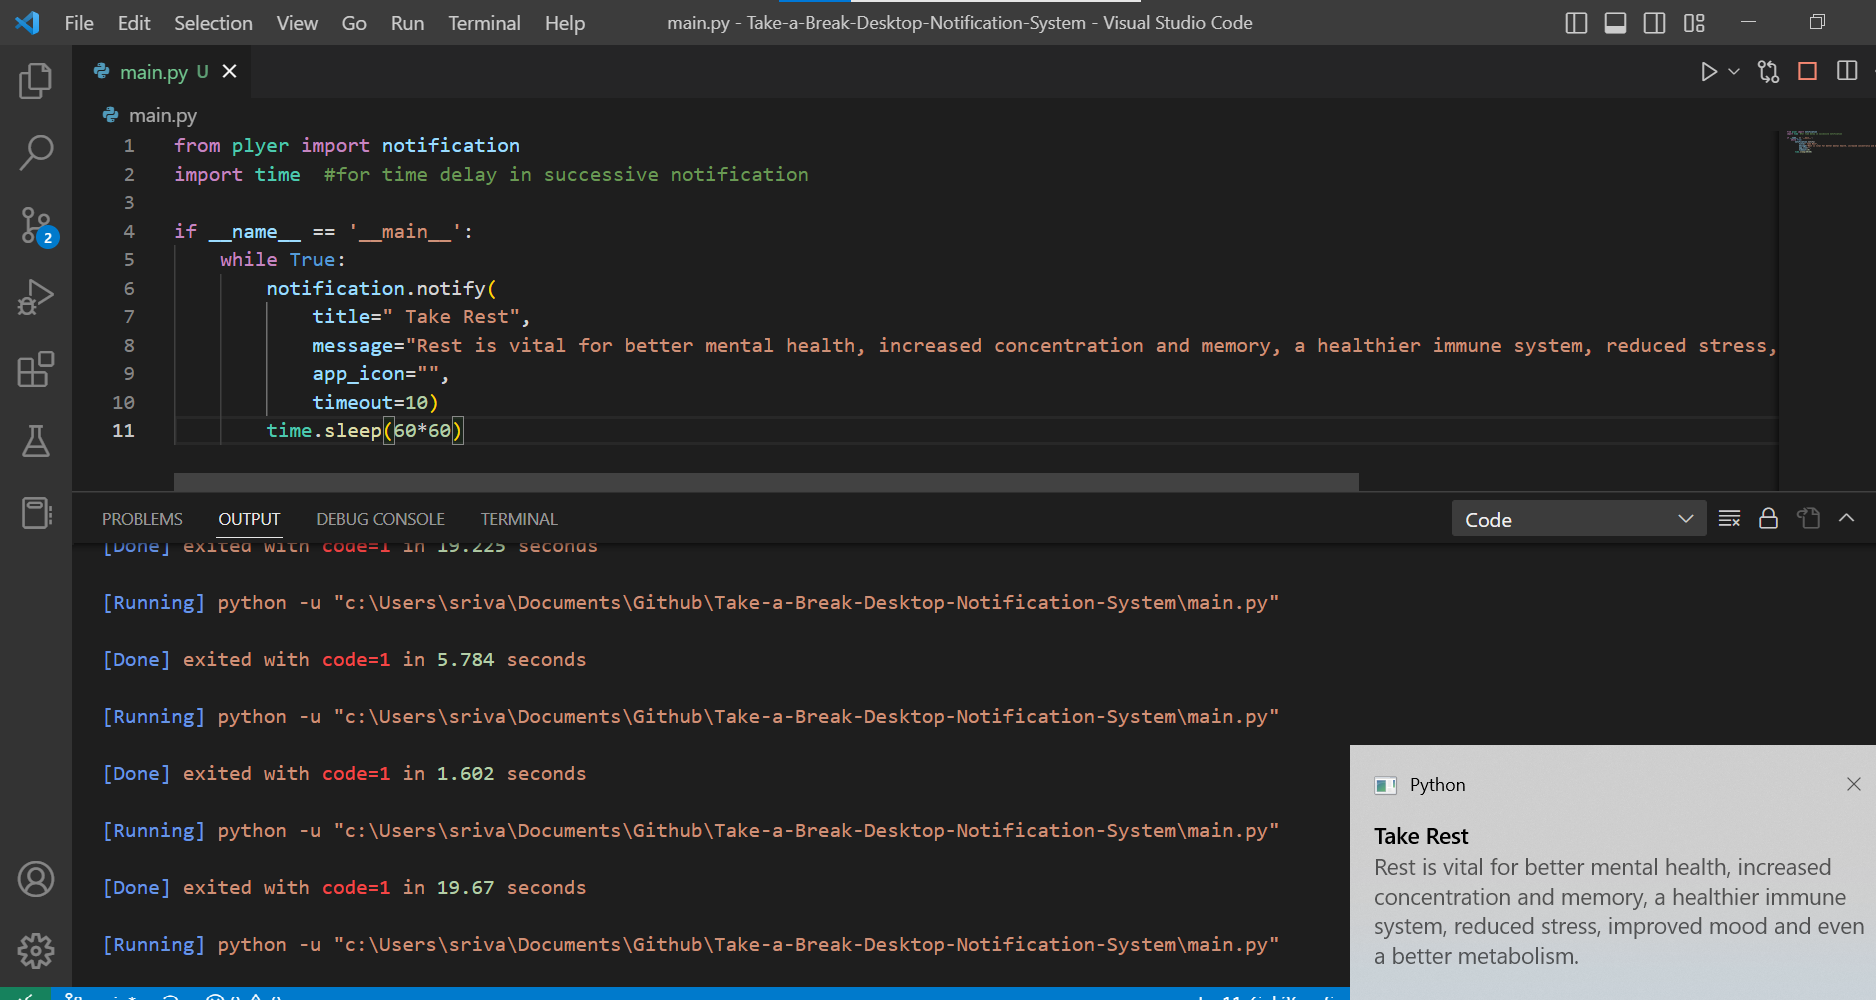 File Edit Selection View Go Run Terminal Help main.py - Take-a-Break-Desktop-Notification-System - Visual Studio Code
main.py U
main.py
1 from plyer import notification
2 import time  #for time delay in successive notification
3
4 if __name__ == '__main__':
5     while True:
6         notification.notify(
7             title=" Take Rest",
8             message="Rest is vital for better mental health, increased concentration and memory, a healthier immune system, reduced stress,
9             app_icon="",
10             timeout=10)
11         time.sleep(60*60)
2
PROBLEMS OUTPUT DEBUG CONSOLE TERMINAL Code
[Done] exited with code=1 in 19.225 seconds
[Running] python -u "c:\Users\sriva\Documents\Github\Take-a-Break-Desktop-Notification-System\main.py"
[Done] exited with code=1 in 5.784 seconds
[Running] python -u "c:\Users\sriva\Documents\Github\Take-a-Break-Desktop-Notification-System\main.py"
[Done] exited with code=1 in 1.602 seconds
[Running] python -u "c:\Users\sriva\Documents\Github\Take-a-Break-Desktop-Notification-System\main.py"
[Done] exited with code=1 in 19.67 seconds
[Running] python -u "c:\Users\sriva\Documents\Github\Take-a-Break-Desktop-Notification-System\main.py"
Python
Take Rest
Rest is vital for better mental health, increased
concentration and memory, a healthier immune
system, reduced stress, improved mood and even
a better metabolism.